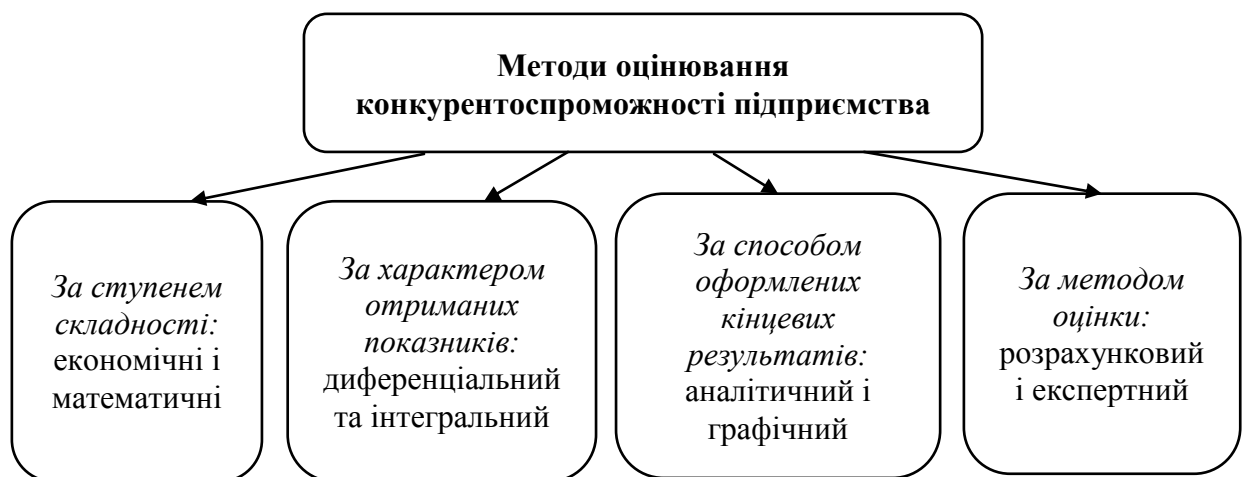 Методи оцінювання
конкурентоспроможності підприємства
За ступенем
складності:
економічні і
математичні
За характером
отриманих
показників:
диференціальний
та інтегральний
За способом
оформлених
кінцевих
результатів:
аналітичний і
графічний
За методом
оцінки:
розрахунковий
і експертний